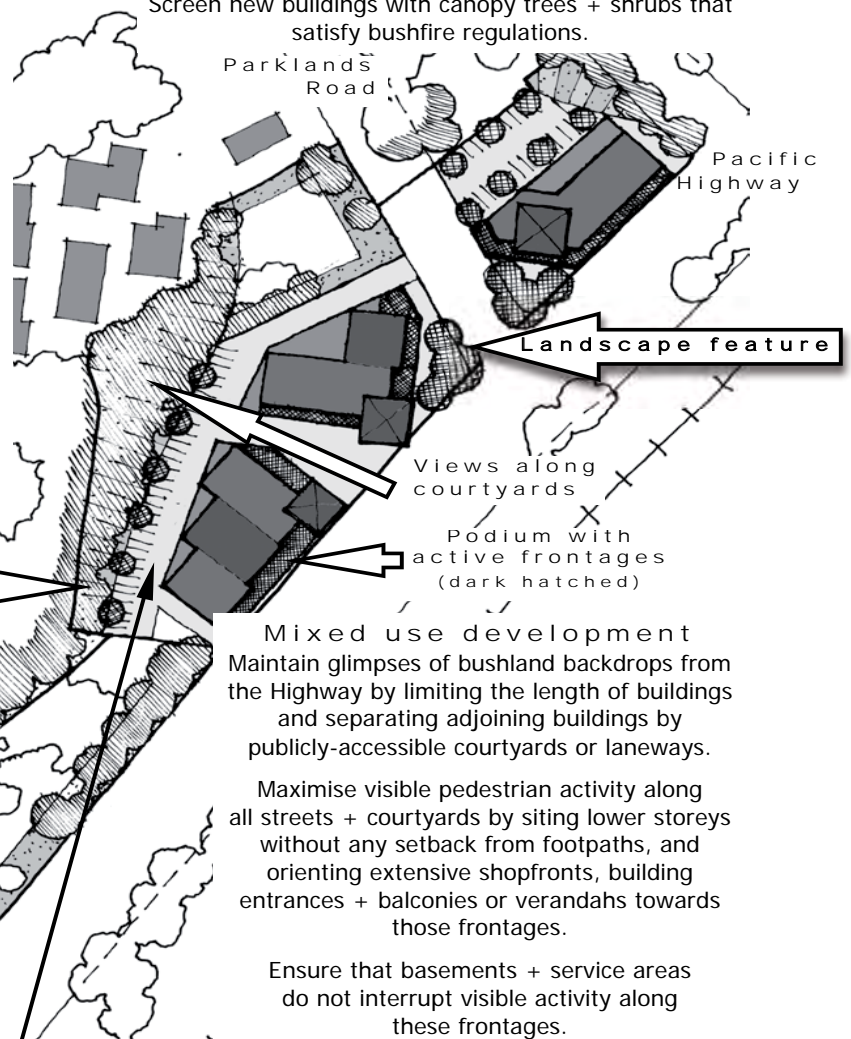 Screen new buildings with canopy trees + shrubs that
satisfy bushfire regulations.
Parklands
Road
Pacific
Highway
Landscape feature
Views along
courtyards
Podium with
active frontages
(dark hatched)
Mixed use development
Maintain glimpses of bushland backdrops from
the Highway by limiting the length of buildings
and separating adjoining buildings by
publicly-accessible courtyards or laneways.
Maximise visible pedestrian activity along
all streets + courtyards by siting lower storeys
without any setback from footpaths, and
orienting extensive shopfronts, building
entrances + balconies or verandahs towards
those frontages.
Ensure that basements + service areas
do not interrupt visible activity along
these frontages.